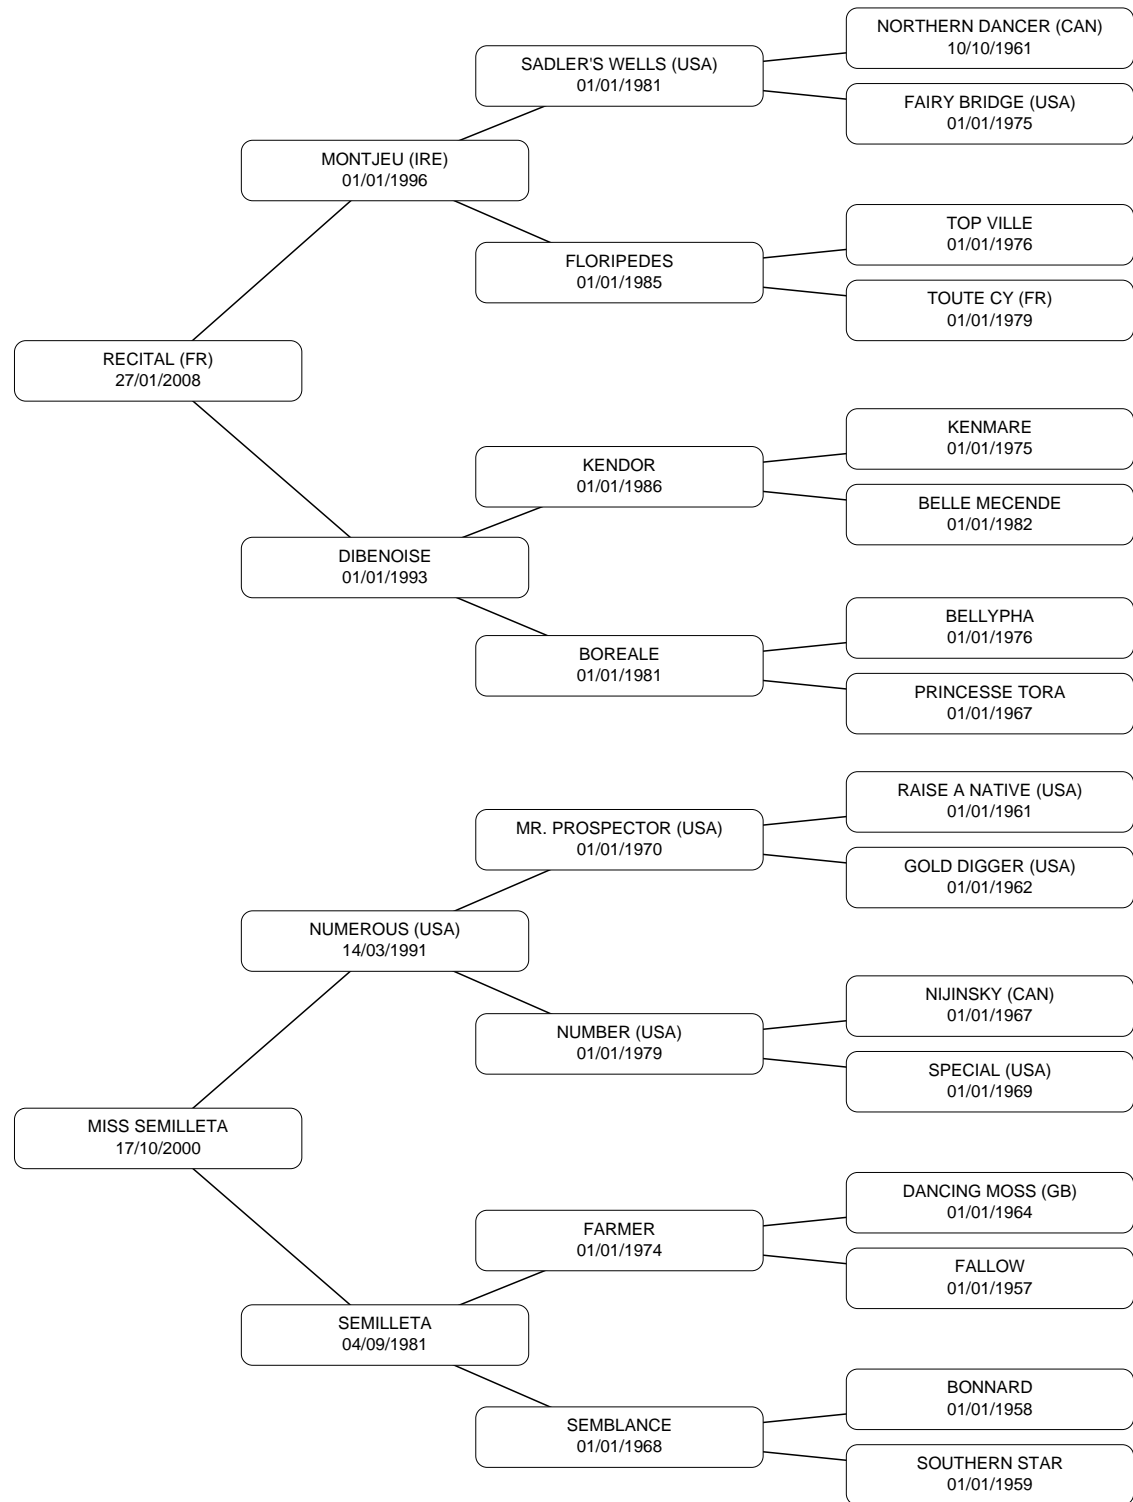 NORTHERN DANCER (CAN)
10/10/1961
SADLER'S WELLS (USA)
01/01/1981
FAIRY BRIDGE (USA)
01/01/1975
MONTJEU (IRE)
01/01/1996
TOP VILLE
01/01/1976
FLORIPEDES
01/01/1985
TOUTE CY (FR)
01/01/1979
RECITAL (FR)
27/01/2008
KENMARE
01/01/1975
KENDOR
01/01/1986
BELLE MECENDE
01/01/1982
DIBENOISE
01/01/1993
BELLYPHA
01/01/1976
BOREALE
01/01/1981
PRINCESSE TORA
01/01/1967
RAISE A NATIVE (USA)
01/01/1961
MR. PROSPECTOR (USA)
01/01/1970
GOLD DIGGER (USA)
01/01/1962
NUMEROUS (USA)
14/03/1991
NIJINSKY (CAN)
01/01/1967
NUMBER (USA)
01/01/1979
SPECIAL (USA)
01/01/1969
MISS SEMILLETA
17/10/2000
DANCING MOSS (GB)
01/01/1964
FARMER
01/01/1974
FALLOW
01/01/1957
SEMILLETA
04/09/1981
BONNARD
01/01/1958
SEMBLANCE
01/01/1968
SOUTHERN STAR
01/01/1959